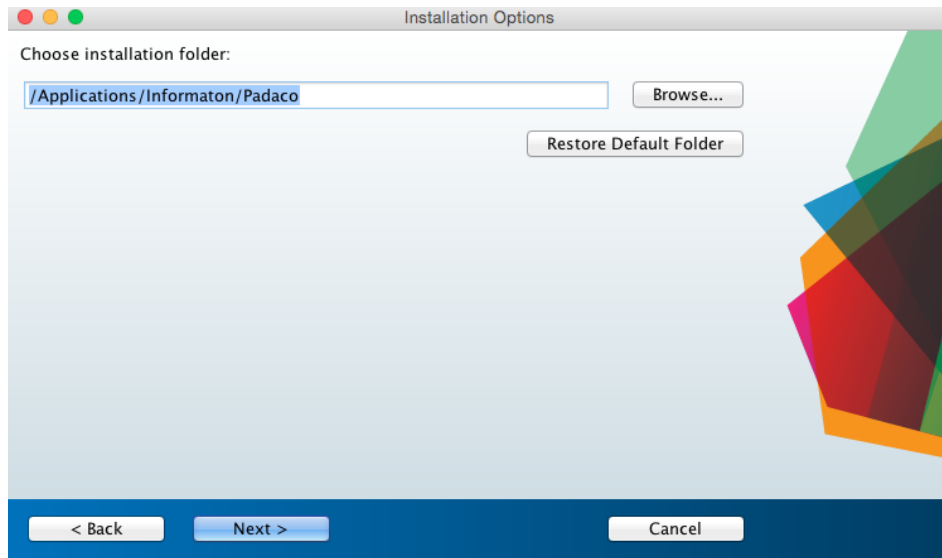 Installation Options
Choose installation folder:
/Applications/Informaton/Padaco
Browse...
Restore Default Folder
< Back
Next >
Cancel